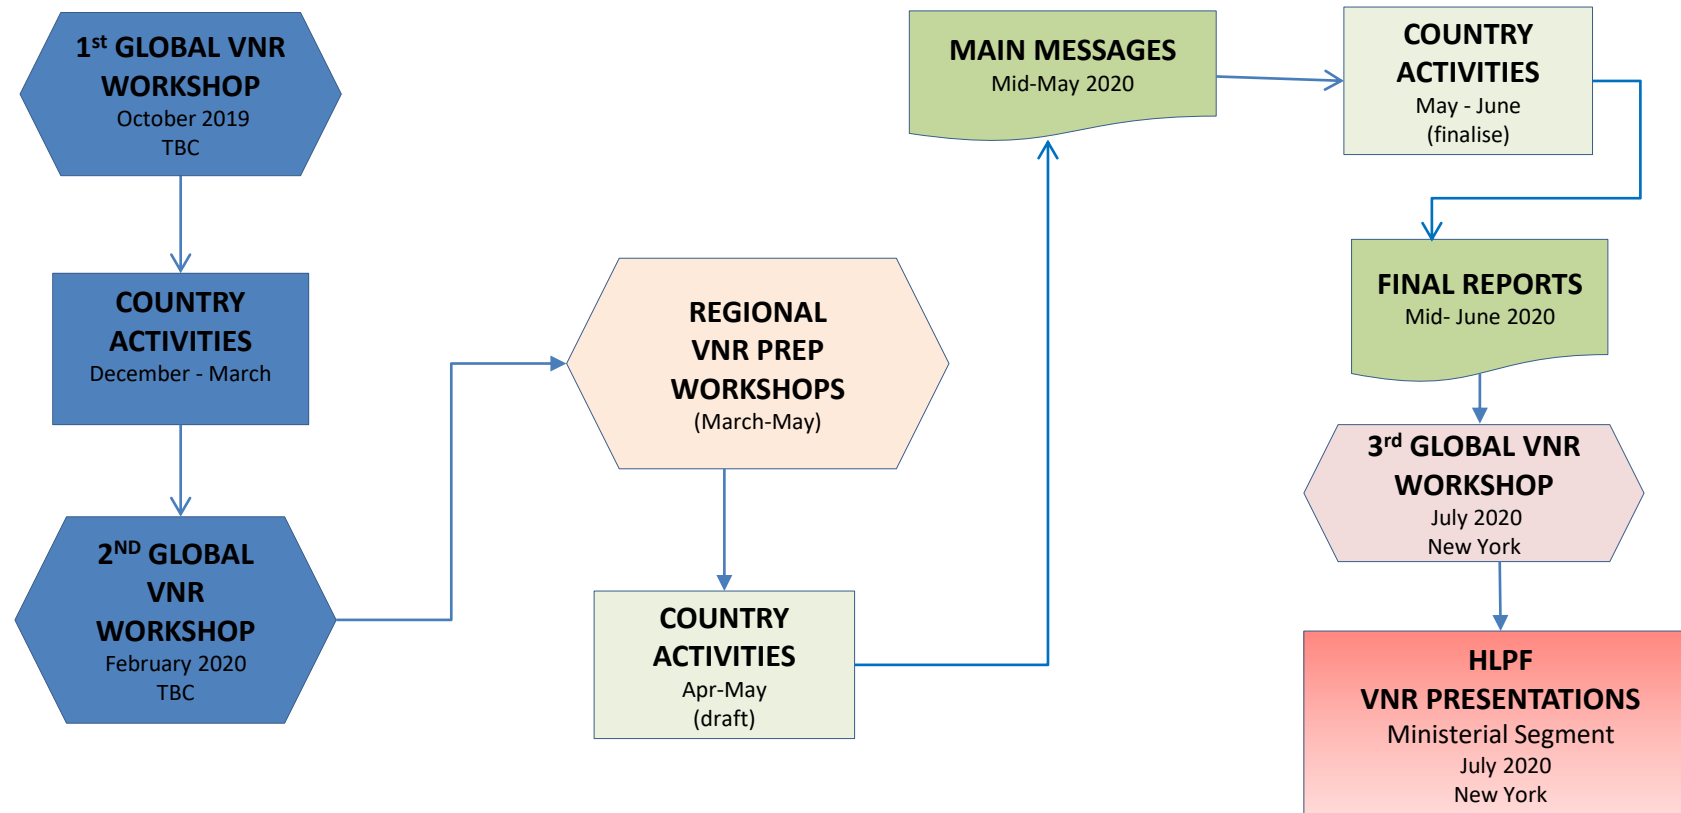 1st GLOBAL VNR
WORKSHOP
October 2019
TBC
COUNTRY
ACTIVITIES
December - March
2ND GLOBAL
VNR
WORKSHOP
February 2020
TBC
REGIONAL
VNR PREP
WORKSHOPS
(March-May)
COUNTRY
ACTIVITIES
Apr-May
(draft)
MAIN MESSAGES
Mid-May 2020
COUNTRY
ACTIVITIES
May - June
(finalise)
FINAL REPORTS
Mid- June 2020
3rd GLOBAL VNR
WORKSHOP
July 2020
New York
HLPF
VNR PRESENTATIONS
Ministerial Segment
July 2020
New York